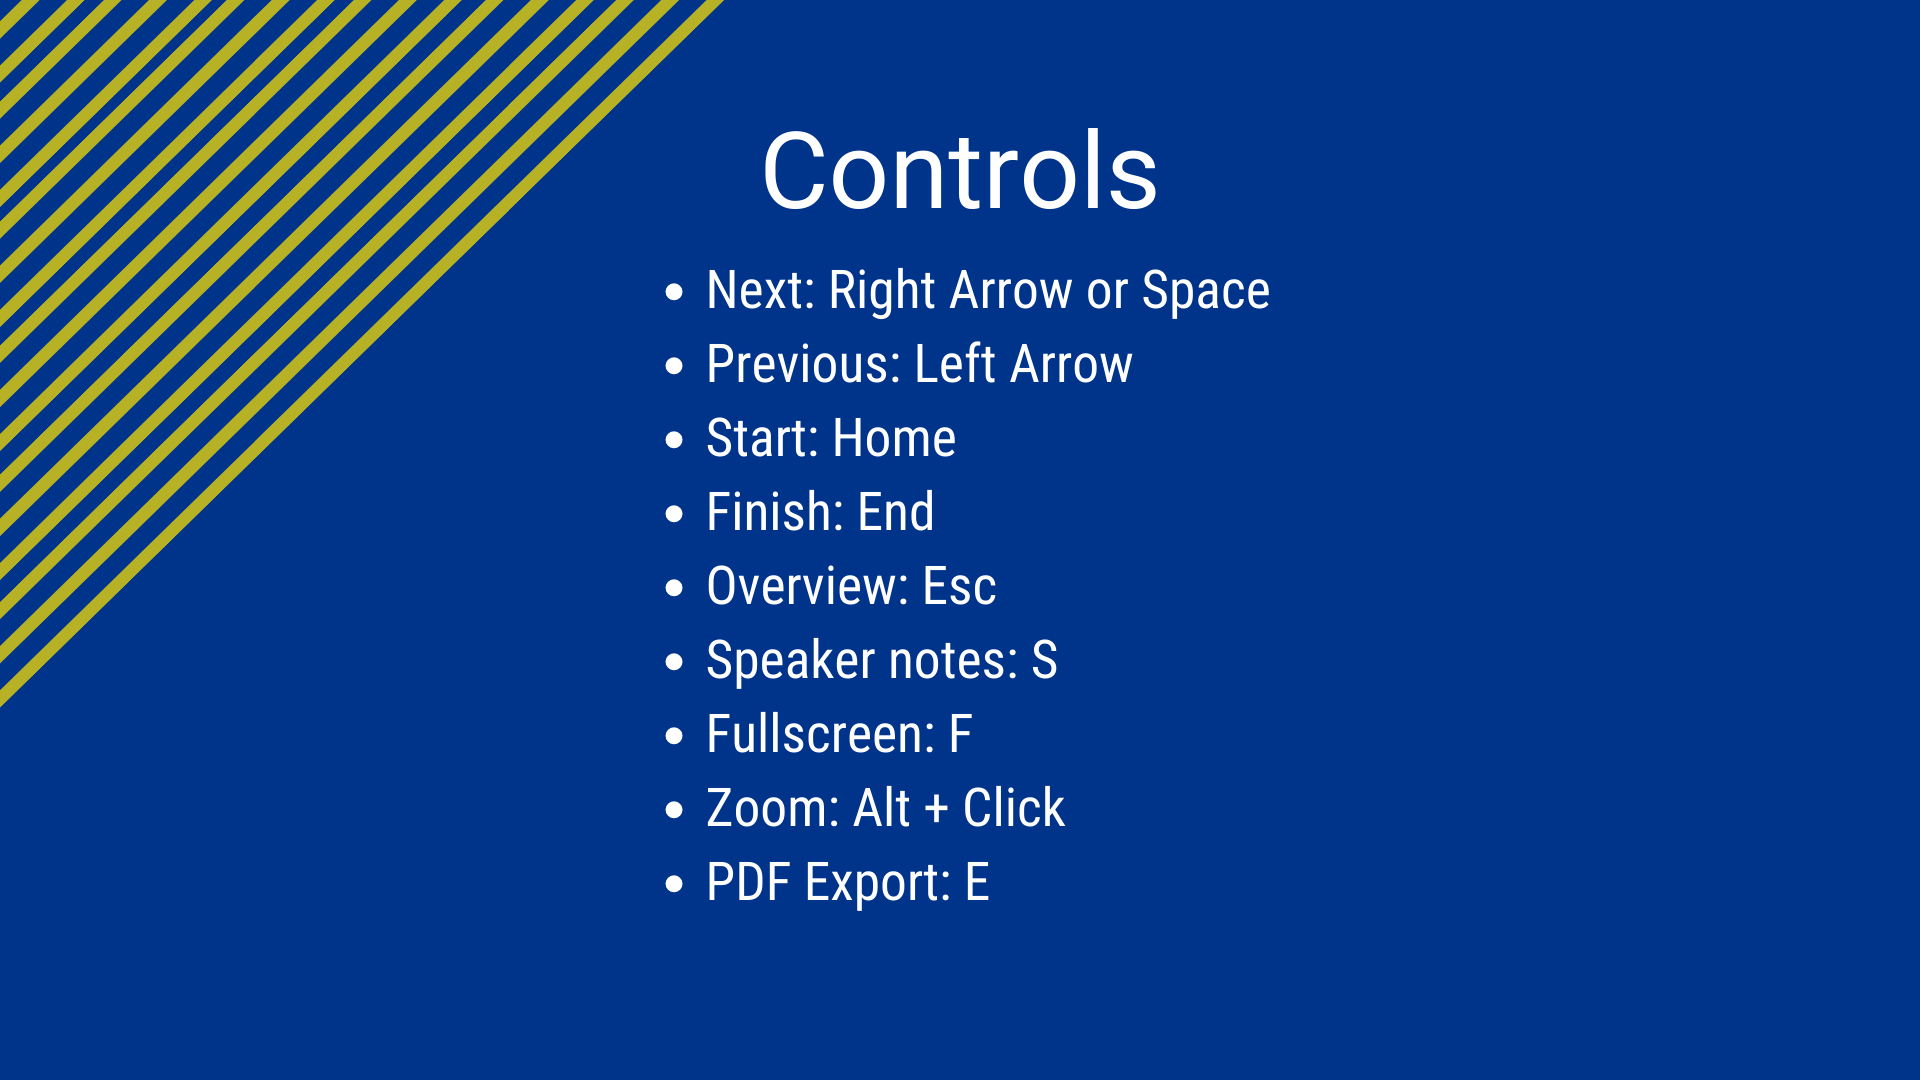 Controls
• Next: Right Arrow or Space
• Previous: Left Arrow
• Start: Home
• Finish: End
• Overview: Esc
• Speaker notes: S
• Fullscreen: F
• Zoom: Alt + Click
• PDF Export: E